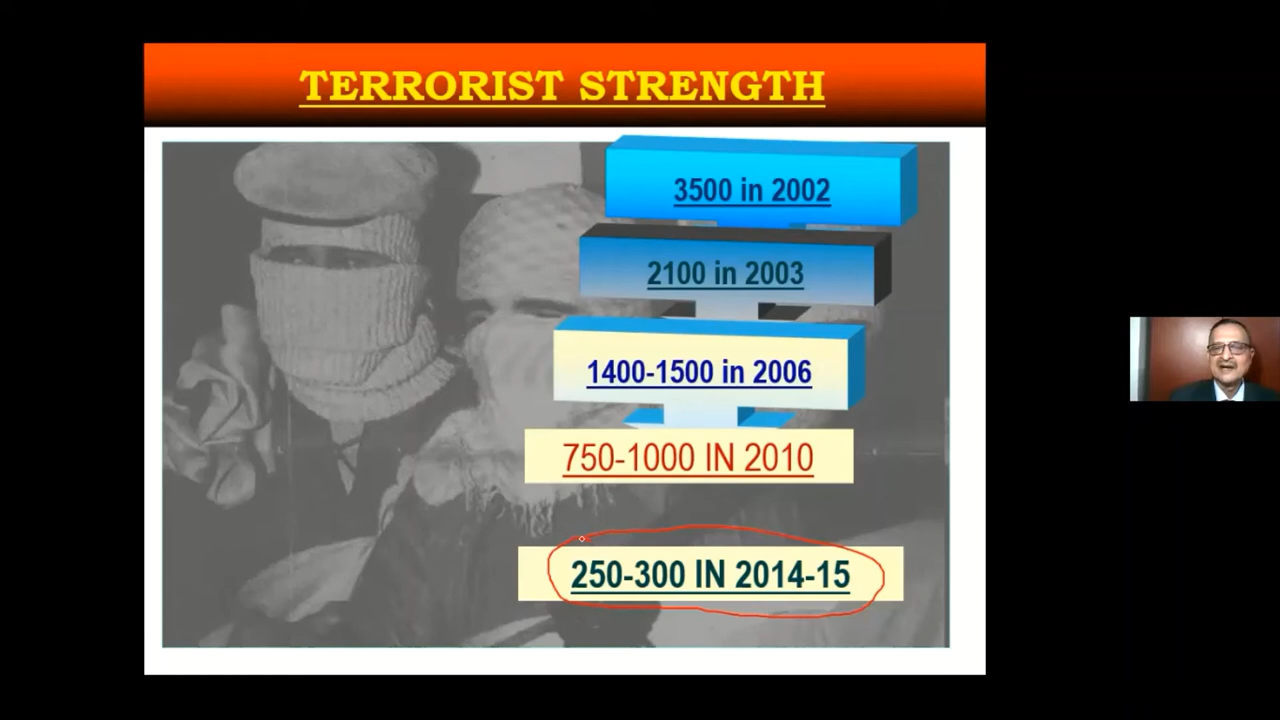 TERRORIST STRENGTH
3500 in 2002
2100 in 2003
1400-1500 in 2006
750-1000 IN 2010
250-300 IN 2014-15